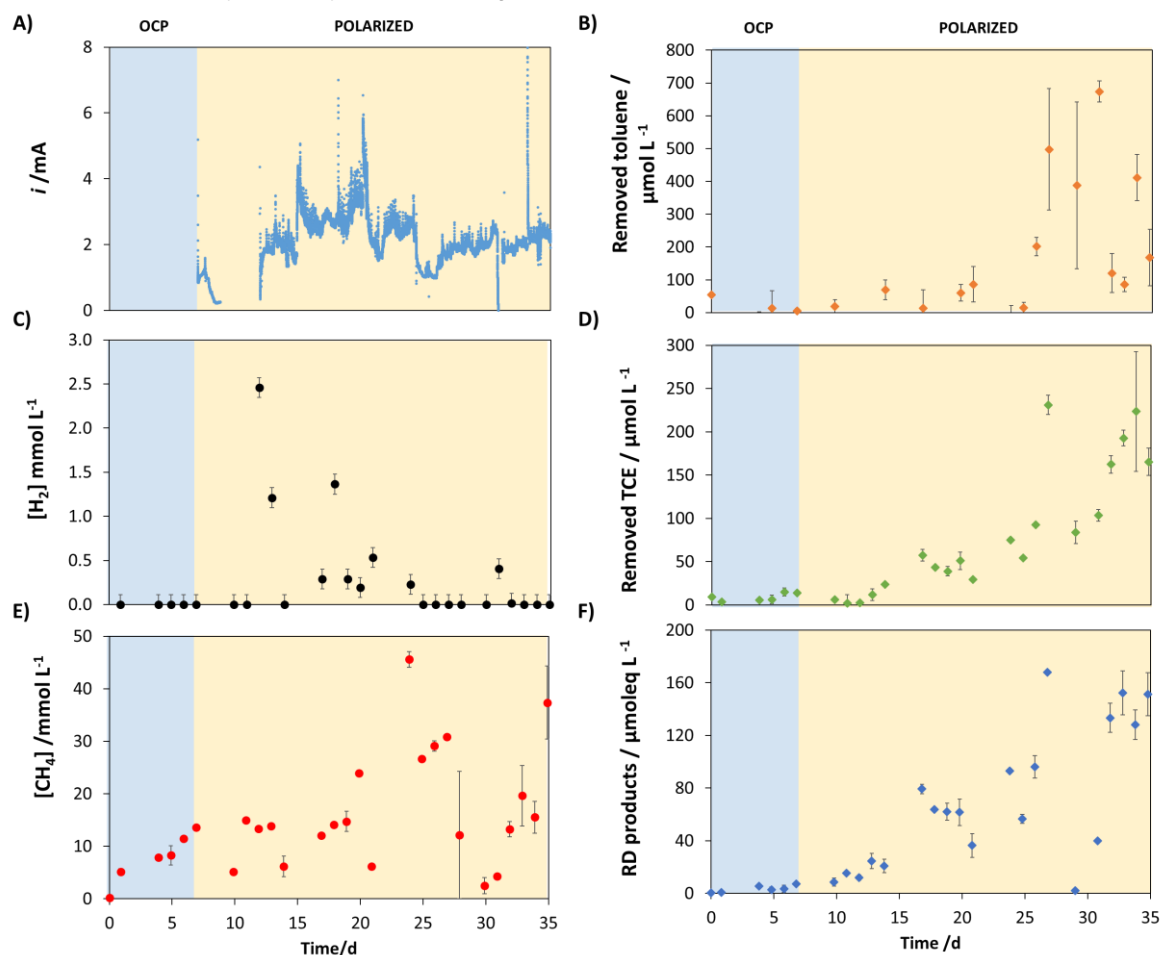 A)
OCP
POLARIZED
8
6
4
2
0
i /mA
B)
OCP
POLARIZED
800
700
600
500
400
300
200
100
0
Removed toluene /
µmol L -1
C)
3.0
2.5
2.0
1.5
1.0
0.5
0.0
[H2] mmol L-1
D)
300
250
200
150
100
50
0
Removed TCE / µmol L -1
E)
50
40
30
20
10
0
[CH4] /mmol L-1
0 5 10 15 20 25 30 35
Time/d
F)
200
160
120
80
40
0
RD products / µmoleq L -1
0 5 10 15 20 25 30 35
Time /d